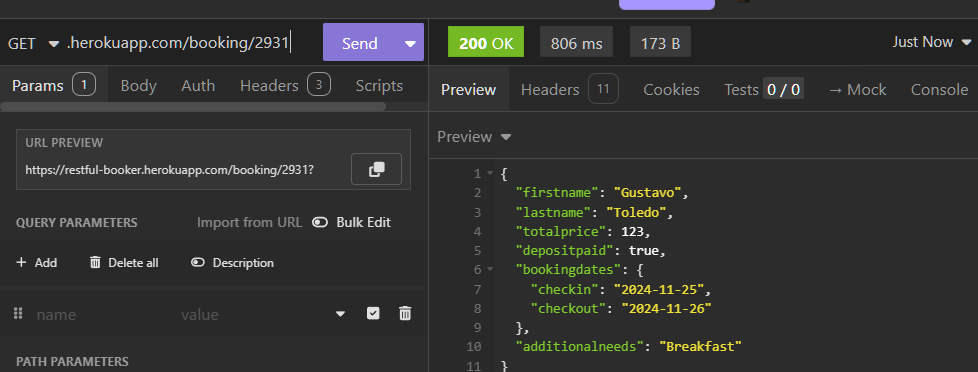 GET .herokuapp.com/booking/2931 Send 200 OK 806 ms 173 B Just Now
Params 1 Body Auth Headers 3 Scripts Preview Headers 11 Cookies Tests 0 / 0 → Mock Console
URL PREVIEW
https://restful-booker.herokuapp.com/booking/2931?
QUERY PARAMETERS Import from URL Bulk Edit
+ Add Delete all Description
name value
PATH PARAMETERS
Preview
1 {
2 "firstname": "Gustavo",
3 "lastname": "Toledo",
4 "totalprice": 123,
5 "depositpaid": true,
6 "bookingdates": {
7 "checkin": "2024-11-25",
8 "checkout": "2024-11-26"
9 },
10 "additionalneeds": "Breakfast"
11 }